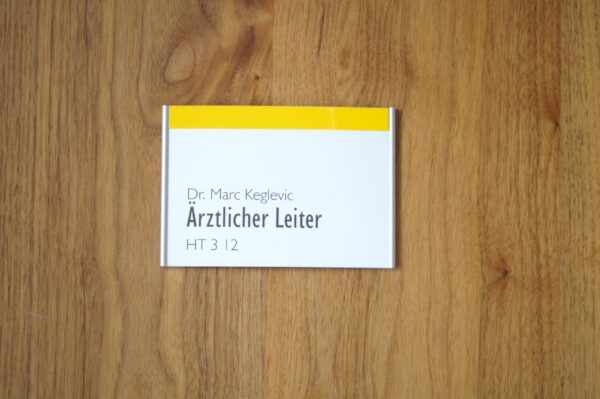 Dr. Marc Keglevic
Ärztlicher Leiter
HT 3 12